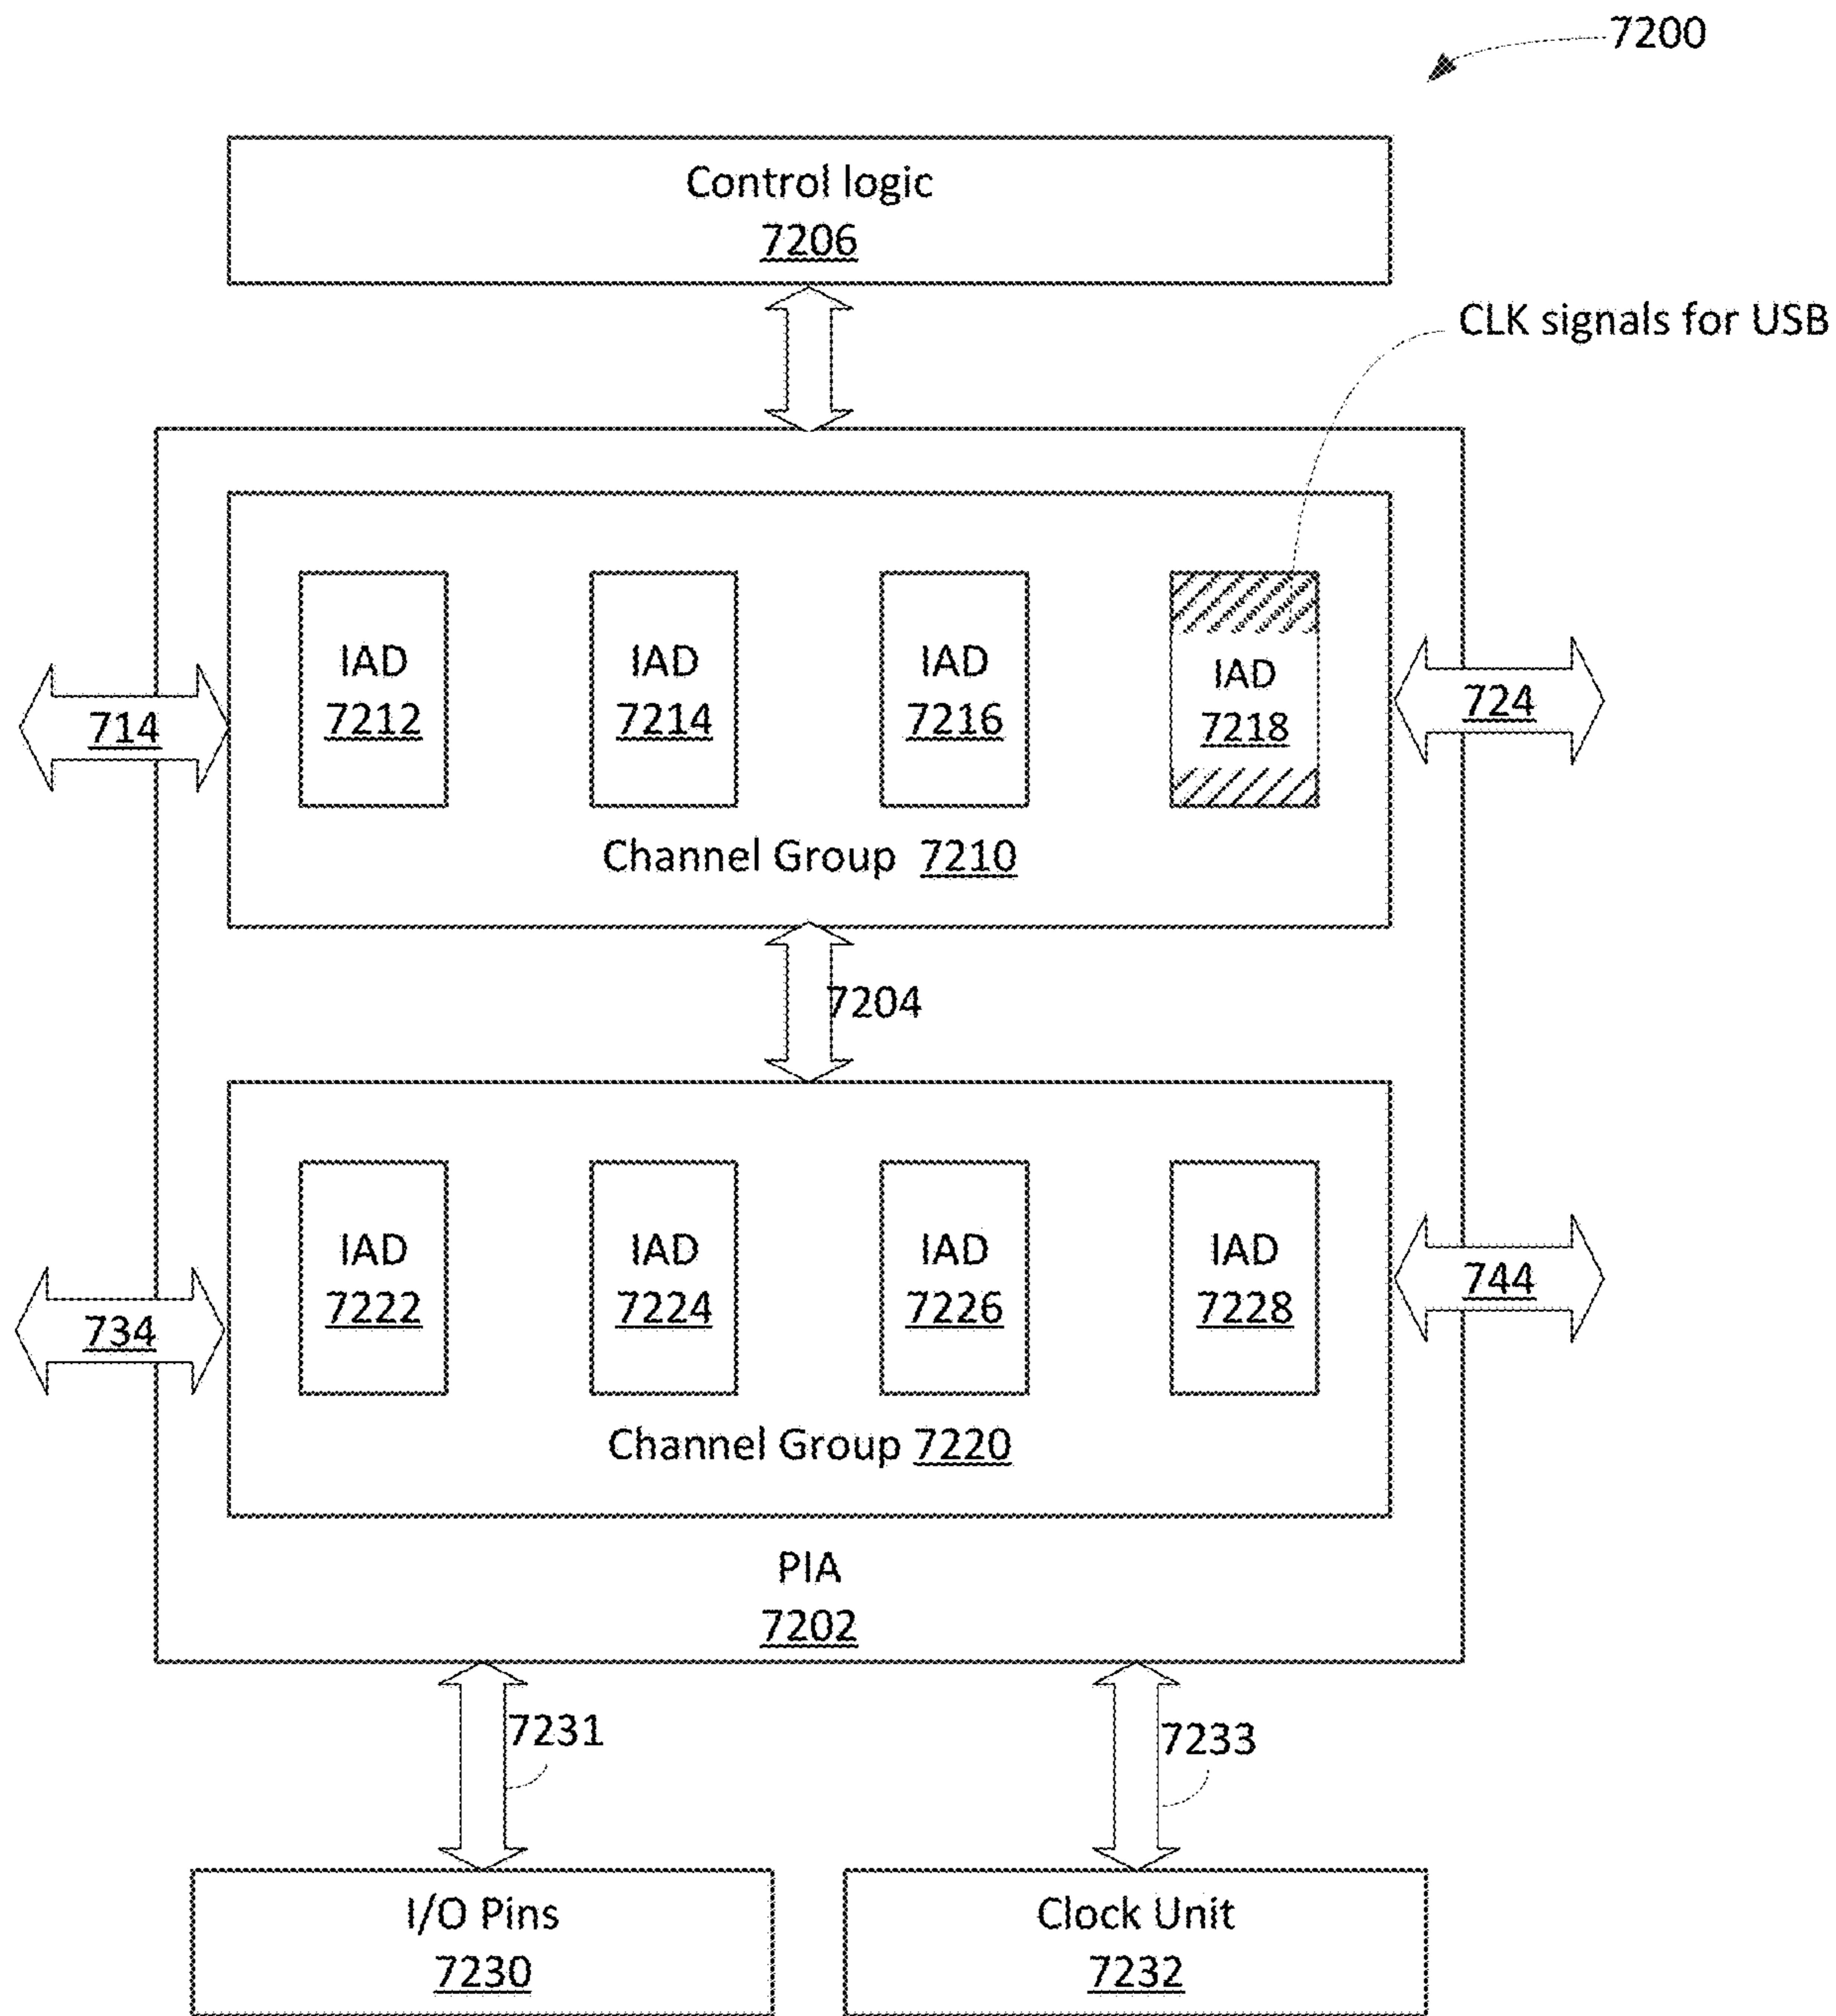 7200
Control logic
7206
CLK signals for USB
IAD
7212
IAD
7214
IAD
7216
IAD
7218
714
724
Channel Group 7210
7204
IAD
7222
IAD
7224
IAD
7226
IAD
7228
734
744
Channel Group 7220
PIA
7202
7231
7233
I/O Pins
7230
Clock Unit
7232